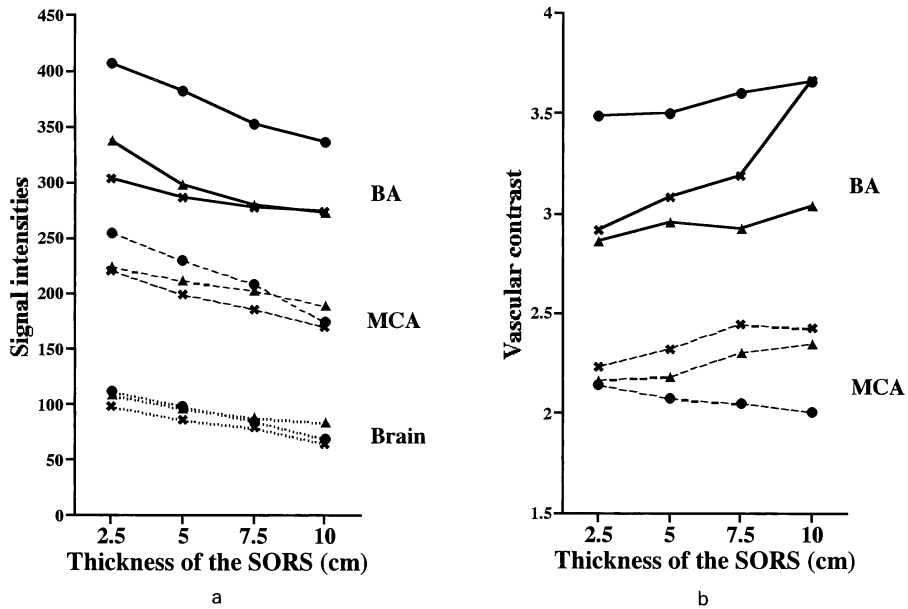 450
400
350
300
250
200
150
100
50
0
Signal intensities
BA
MCA
Brain
2.5 5 7.5 10
Thickness of the SORS (cm)
a
4
3.5
3
2.5
2
1.5
Vascular contrast
BA
MCA
2.5 5 7.5 10
Thickness of the SORS (cm)
b